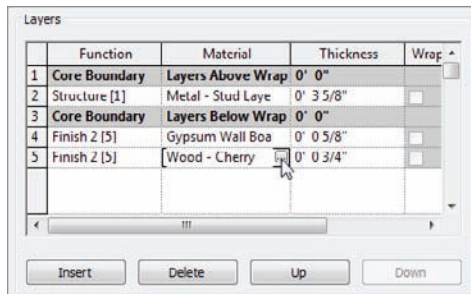 Layers
Function Material Thickness Wrap
1 Core Boundary Layers Above Wrap 0' 0"
2 Structure [1] Metal - Stud Laye 0' 3 5/8"
3 Core Boundary Layers Below Wrap 0' 0"
4 Finish 2 [5] Gypsum Wall Boa 0' 0 5/8"
5 Finish 2 [5] Wood - Cherry 0' 0 3/4"
Insert Delete Up Down